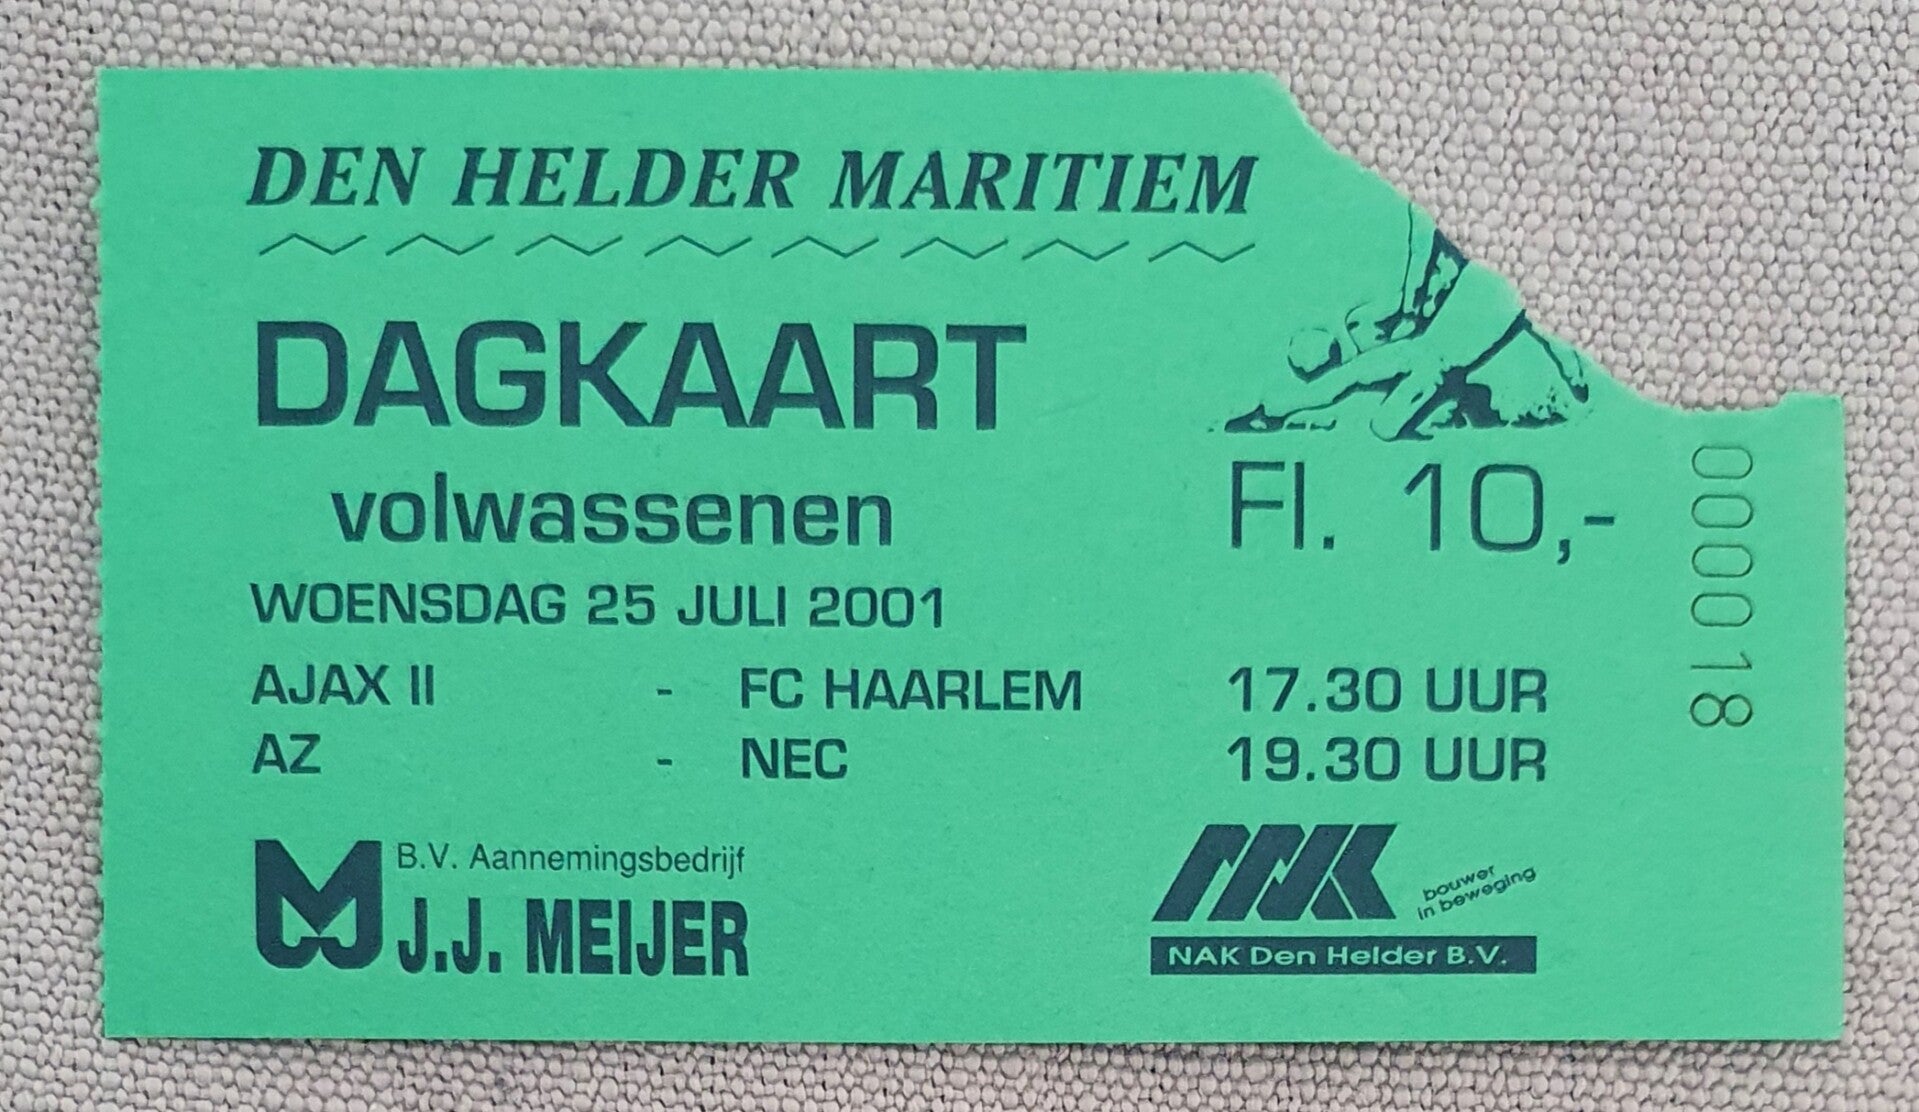 DEN HELDER MARITIEM
DAGKAART
volwassenen
Fl. 10,-
WOENSDAG 25 JULI 2001
AJAX II - FC HAARLEM 17.30 UUR
AZ - NEC 19.30 UUR
000018
B.V. Aannemingsbedrijf
J.J. MEIJER
NAK
bouwer
in beweging
NAK Den Helder B.V.